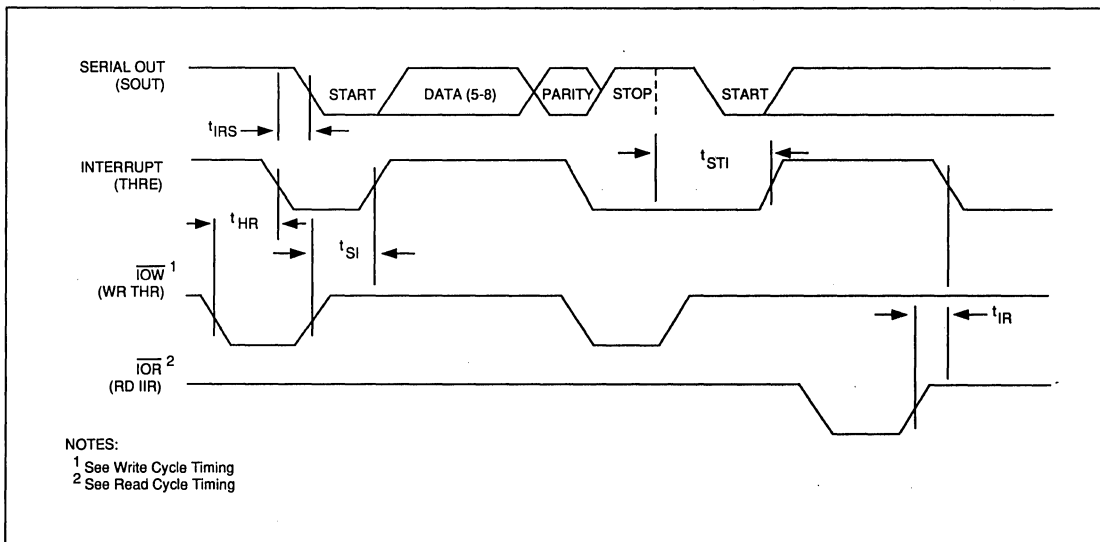 SERIAL OUT
(SOUT)
START
DATA (5-8)
PARITY
STOP
START
tIRS
tSTI
INTERRUPT
(THRE)
tHR
tSI
IOW 1
(WR THR)
tIR
IOR 2
(RD IIR)
NOTES:
1 See Write Cycle Timing
2 See Read Cycle Timing